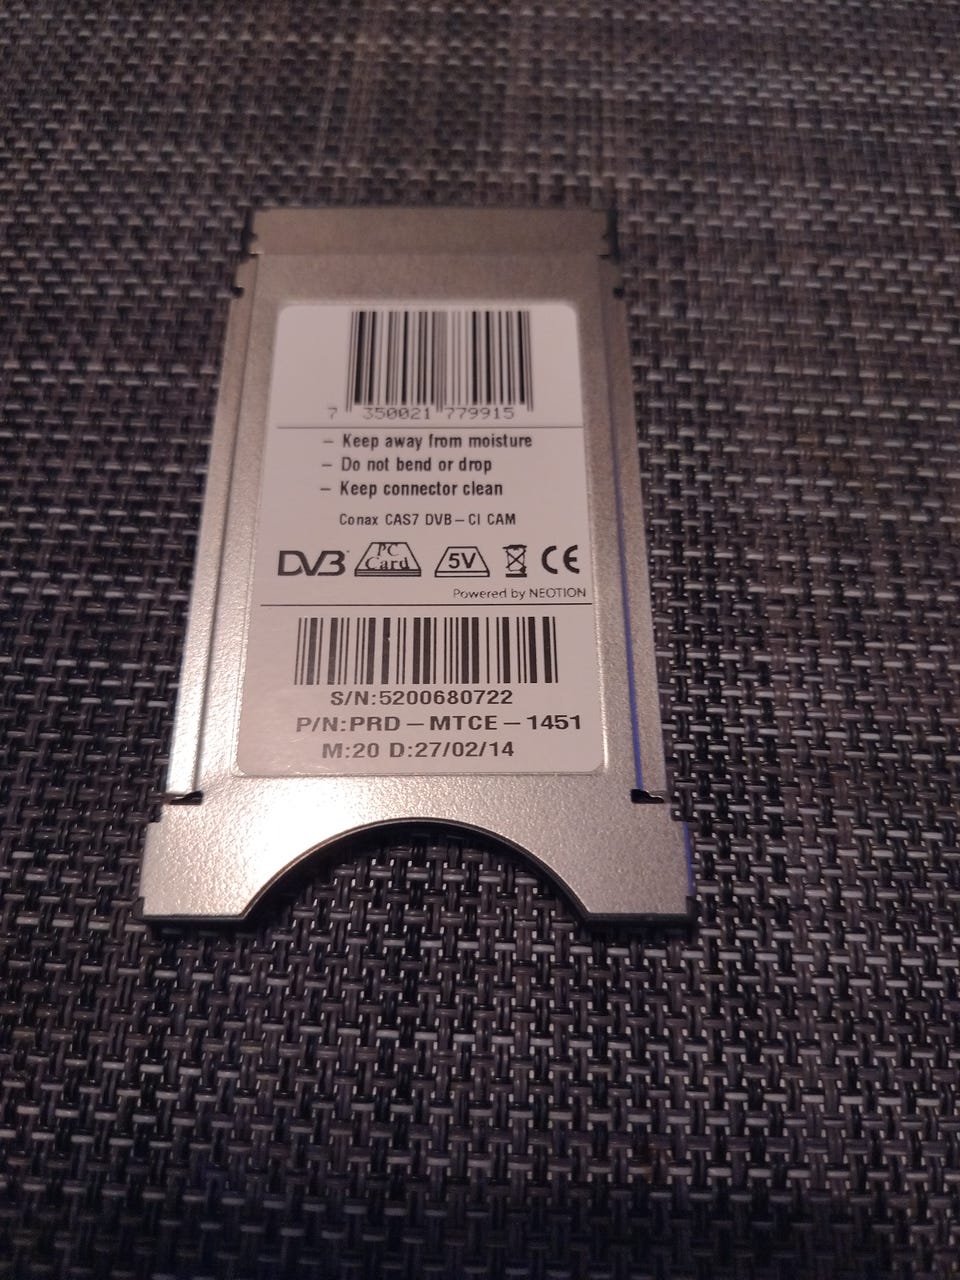 7 350021 779915
– Keep away from moisture
– Do not bend or drop
– Keep connector clean
Conax CAS7 DVB – CI CAM
DVB PC Card 5V CE
Powered by NEOTION
S/N:5200680722
P/N:PRD – MTCE – 1451
M:20 D:27/02/14